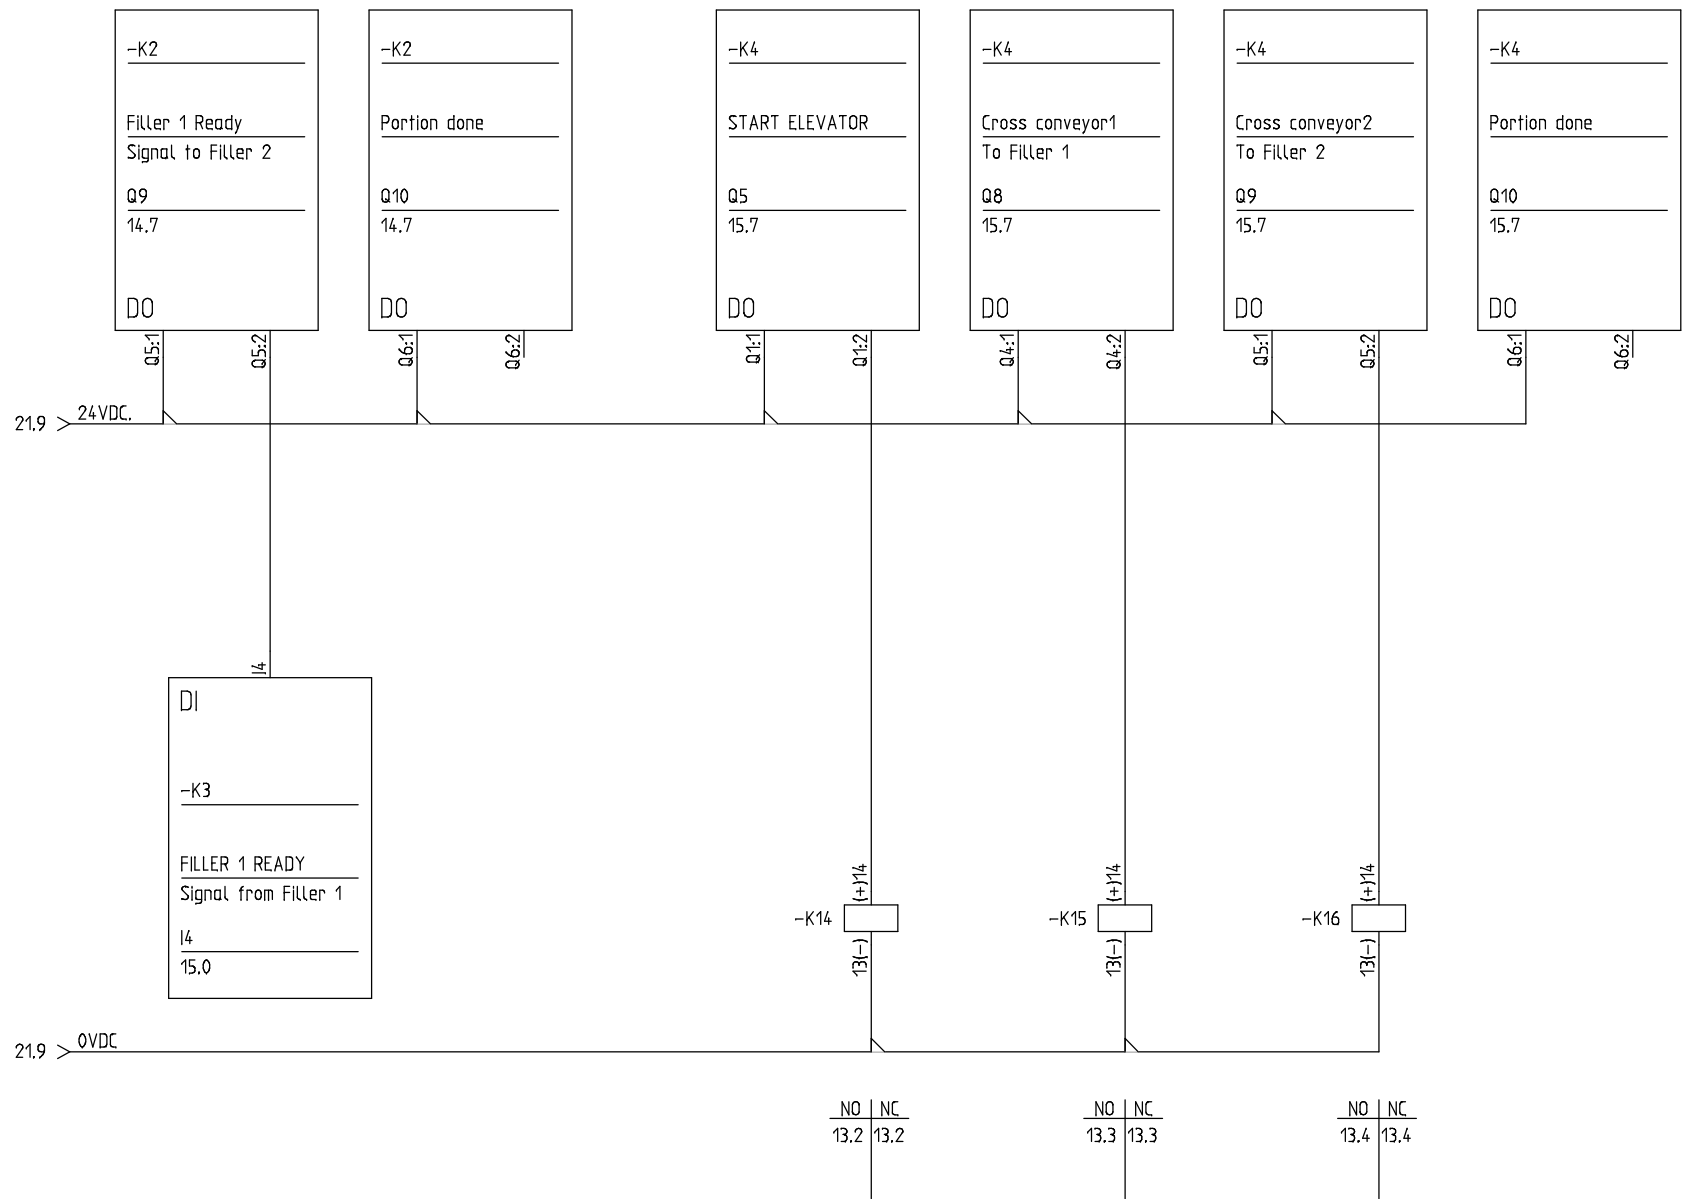 -K2
Filler 1 Ready
Signal to Filler 2
Q9
14.7
DO
Q5:1
Q5:2
-K2
Portion done
Q10
14.7
DO
Q6:1
Q6:2
-K4
START ELEVATOR
Q5
15.7
DO
Q1:1
Q1:2
-K4
Cross conveyor1
To Filler 1
Q8
15.7
DO
Q4:1
Q4:2
-K4
Cross conveyor2
To Filler 2
Q9
15.7
DO
Q5:1
Q5:2
-K4
Portion done
Q10
15.7
DO
Q6:1
Q6:2
21.9
24VDC.
I4
DI
-K3
FILLER 1 READY
Signal from Filler 1
I4
15.0
(+)14
-K14
13(-)
(+)14
-K15
13(-)
(+)14
-K16
13(-)
21.9
0VDC
NO NC
13.2 13.2
NO NC
13.3 13.3
NO NC
13.4 13.4